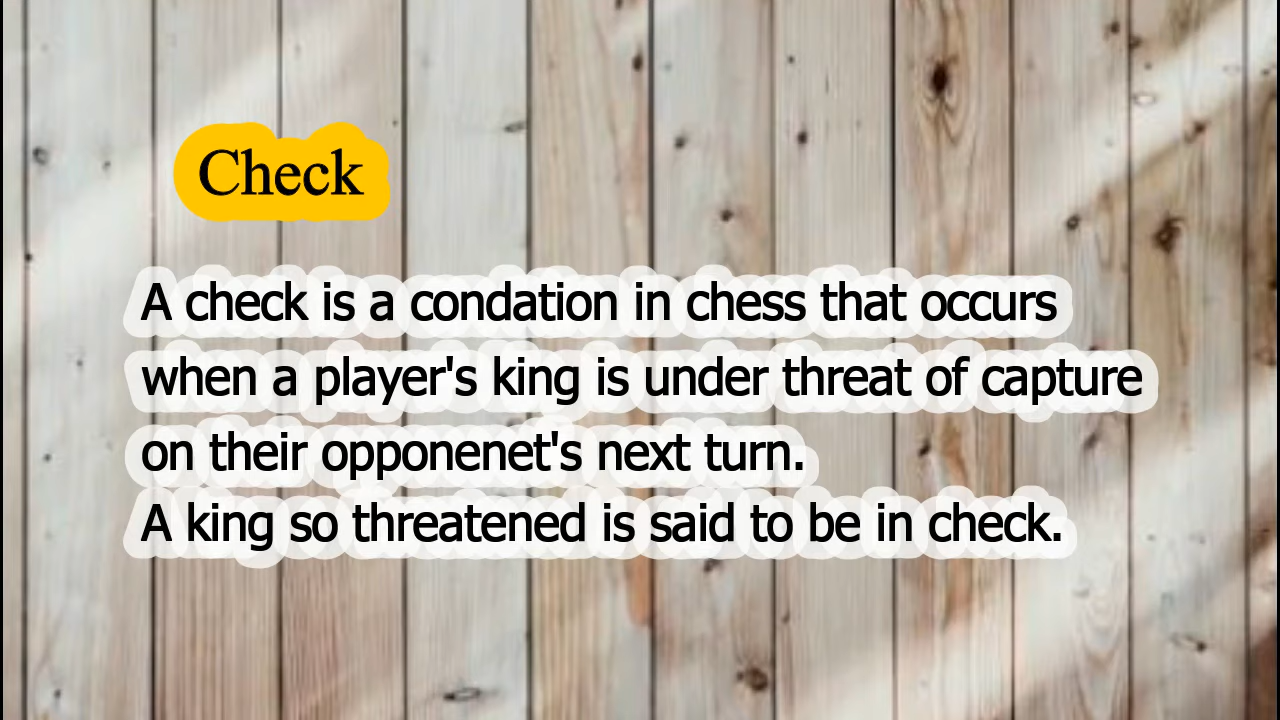 Check
A check is a condation in chess that occurs
when a player's king is under threat of capture
on their opponenet's next turn.
A king so threatened is said to be in check.